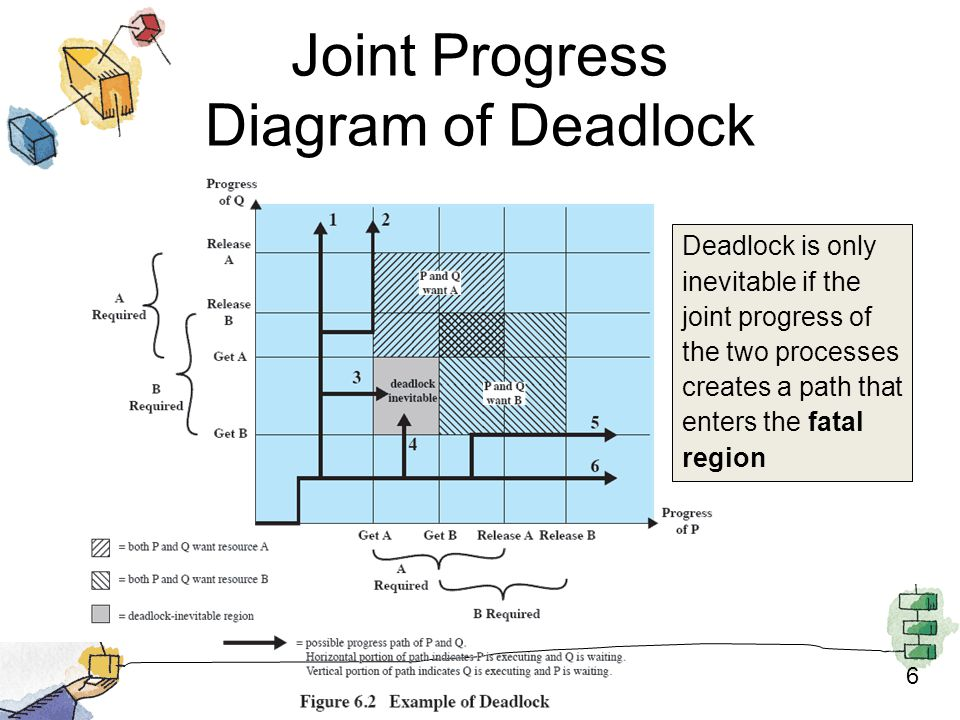 Joint Progress
Diagram of Deadlock
Progress
of Q
1
2
Release
A
P and Q
want A
A
Required
Release
B
Get A
3
deadlock
inevitable
P and Q
want B
B
Required
Get B
4
5
6
Progress
of P
Get A
Get B
Release A
Release B
A
Required
B Required
Deadlock is only
inevitable if the
joint progress of
the two processes
creates a path that
enters the fatal
region
= both P and Q want resource A
= both P and Q want resource B
= deadlock-inevitable region
= possible progress path of P and Q.
Horizontal portion of path indicates P is executing and Q is waiting.
Vertical portion of path indicates Q is executing and P is waiting.
Figure 6.2 Example of Deadlock
6